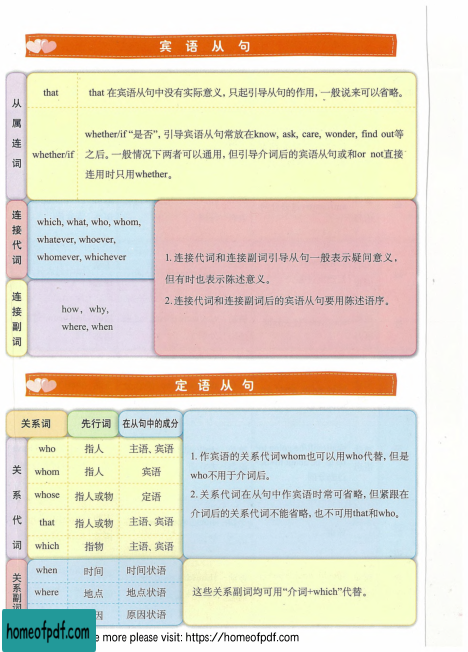 宾语从句
从属连词
that
that 在宾语从句中没有实际意义，只起引导从句的作用，一般说来可以省略。
whether/if
whether/if “是否”，引导宾语从句常放在know, ask, care, wonder, find out等
之后。一般情况下两者可以通用，但引导介词后的宾语从句或和or not直接
连用时只用whether。
连接代词
which, what, who, whom,
whatever, whoever,
whomever, whichever
连接副词
how, why,
where, when
1. 连接代词和连接副词引导从句一般表示疑问意义，
但有时也表示陈述意义。
2. 连接代词和连接副词后的宾语从句要用陈述语序。
定语从句
关系词 先行词 在从句中的成分
关系代词
who 指人 主语、宾语
whom 指人 宾语
whose 指人或物 定语
that 指人或物 主语、宾语
which 指物 主语、宾语
1. 作宾语的关系代词whom也可以用who代替，但是
who不用于介词后。
2. 关系代词在从句中作宾语时常可省略，但紧跟在
介词后的关系代词不能省略，也不可用that和who。
关系副词
when 时间 时间状语
where 地点 地点状语
因 原因状语
这些关系副词均可用“介词+which”代替。
homeofpdf.com
e more please visit: https://homeofpdf.com